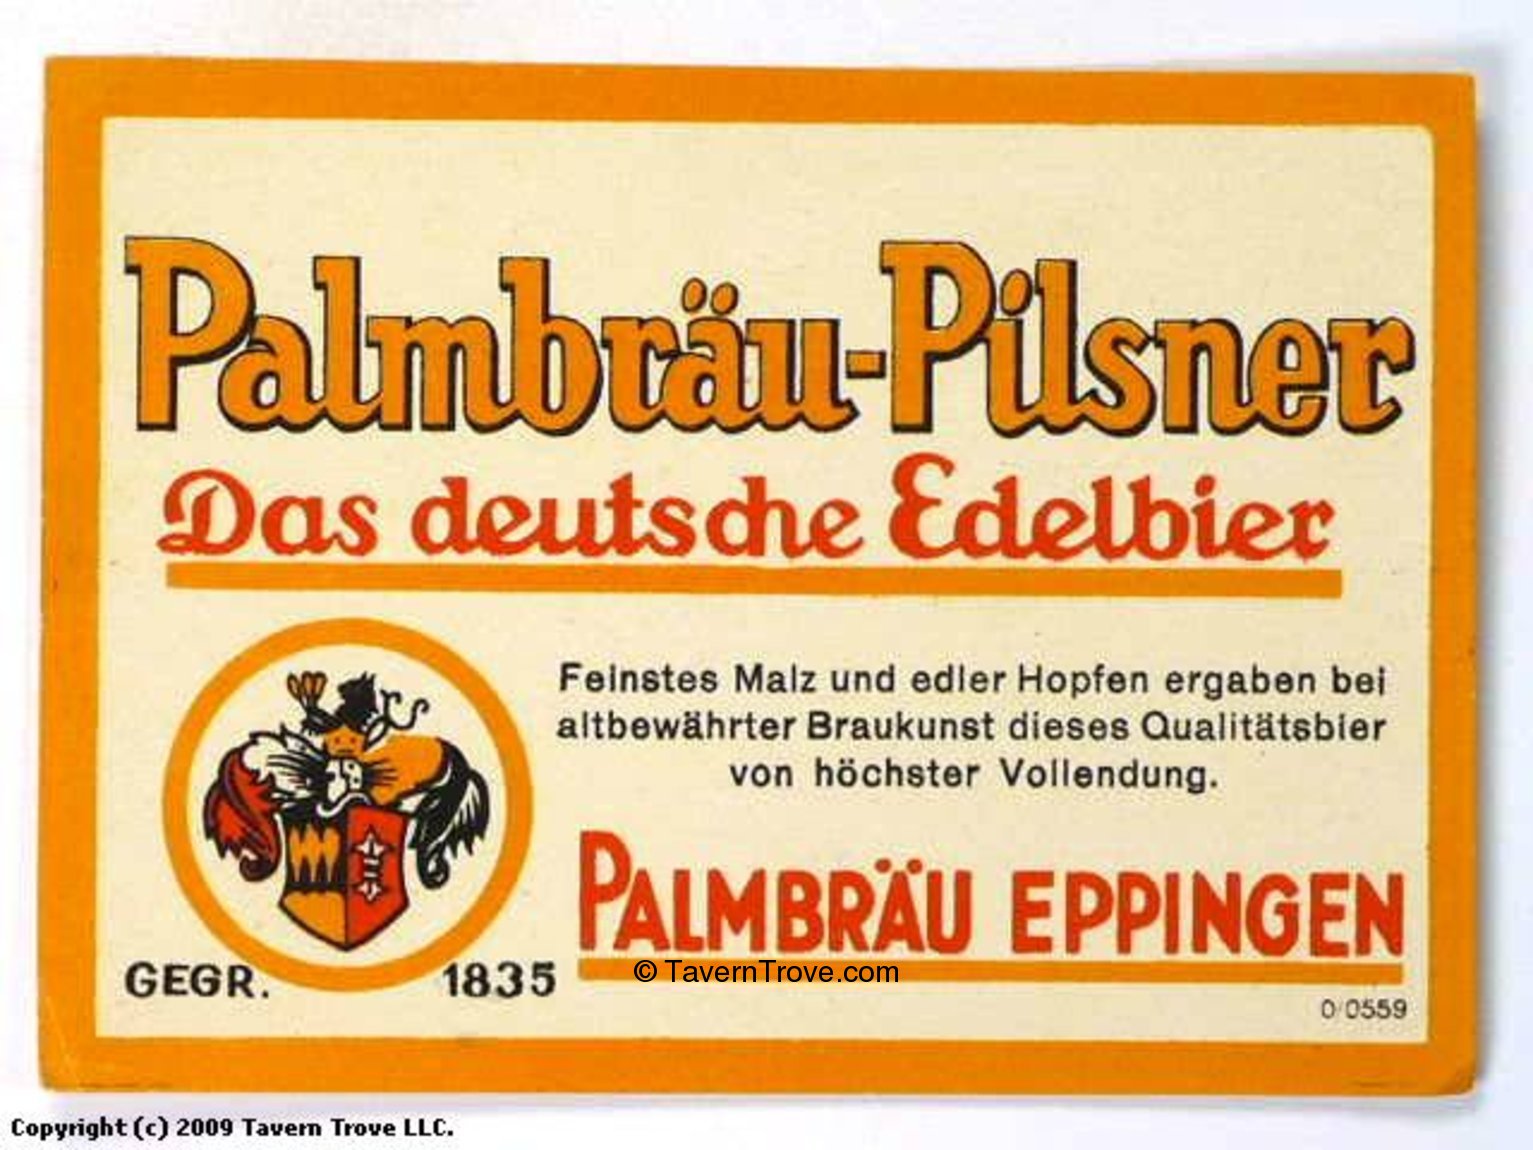 Palmbräu-Pilsner
Das deutsche Edelbier
Feinstes Malz und edler Hopfen ergaben bei
altbewährter Braukunst dieses Qualitätsbier
von höchster Vollendung.
PALMBRÄU EPPINGEN
GEGR. 1835
© TavernTrove.com
0/0559
Copyright (c) 2009 Tavern Trove LLC.